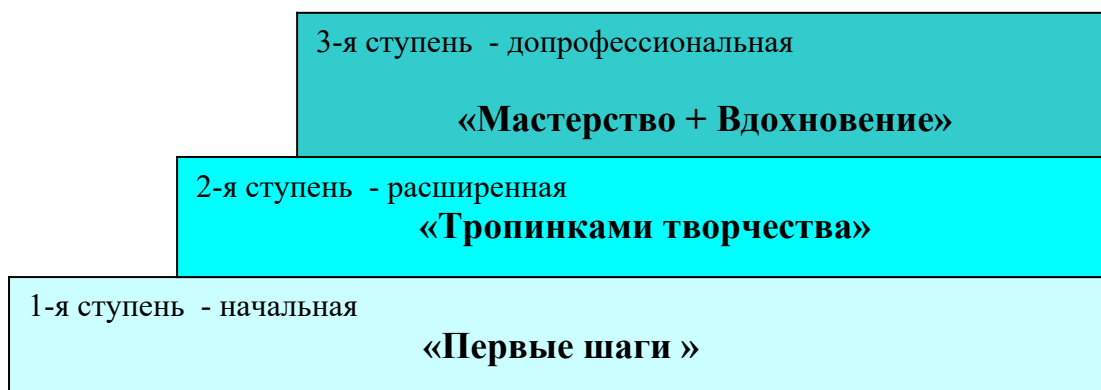 3-я ступень  - допрофессиональная
«Мастерство + Вдохновение»
2-я ступень  - расширенная
«Тропинками творчества»
1-я ступень  - начальная
«Первые шаги »